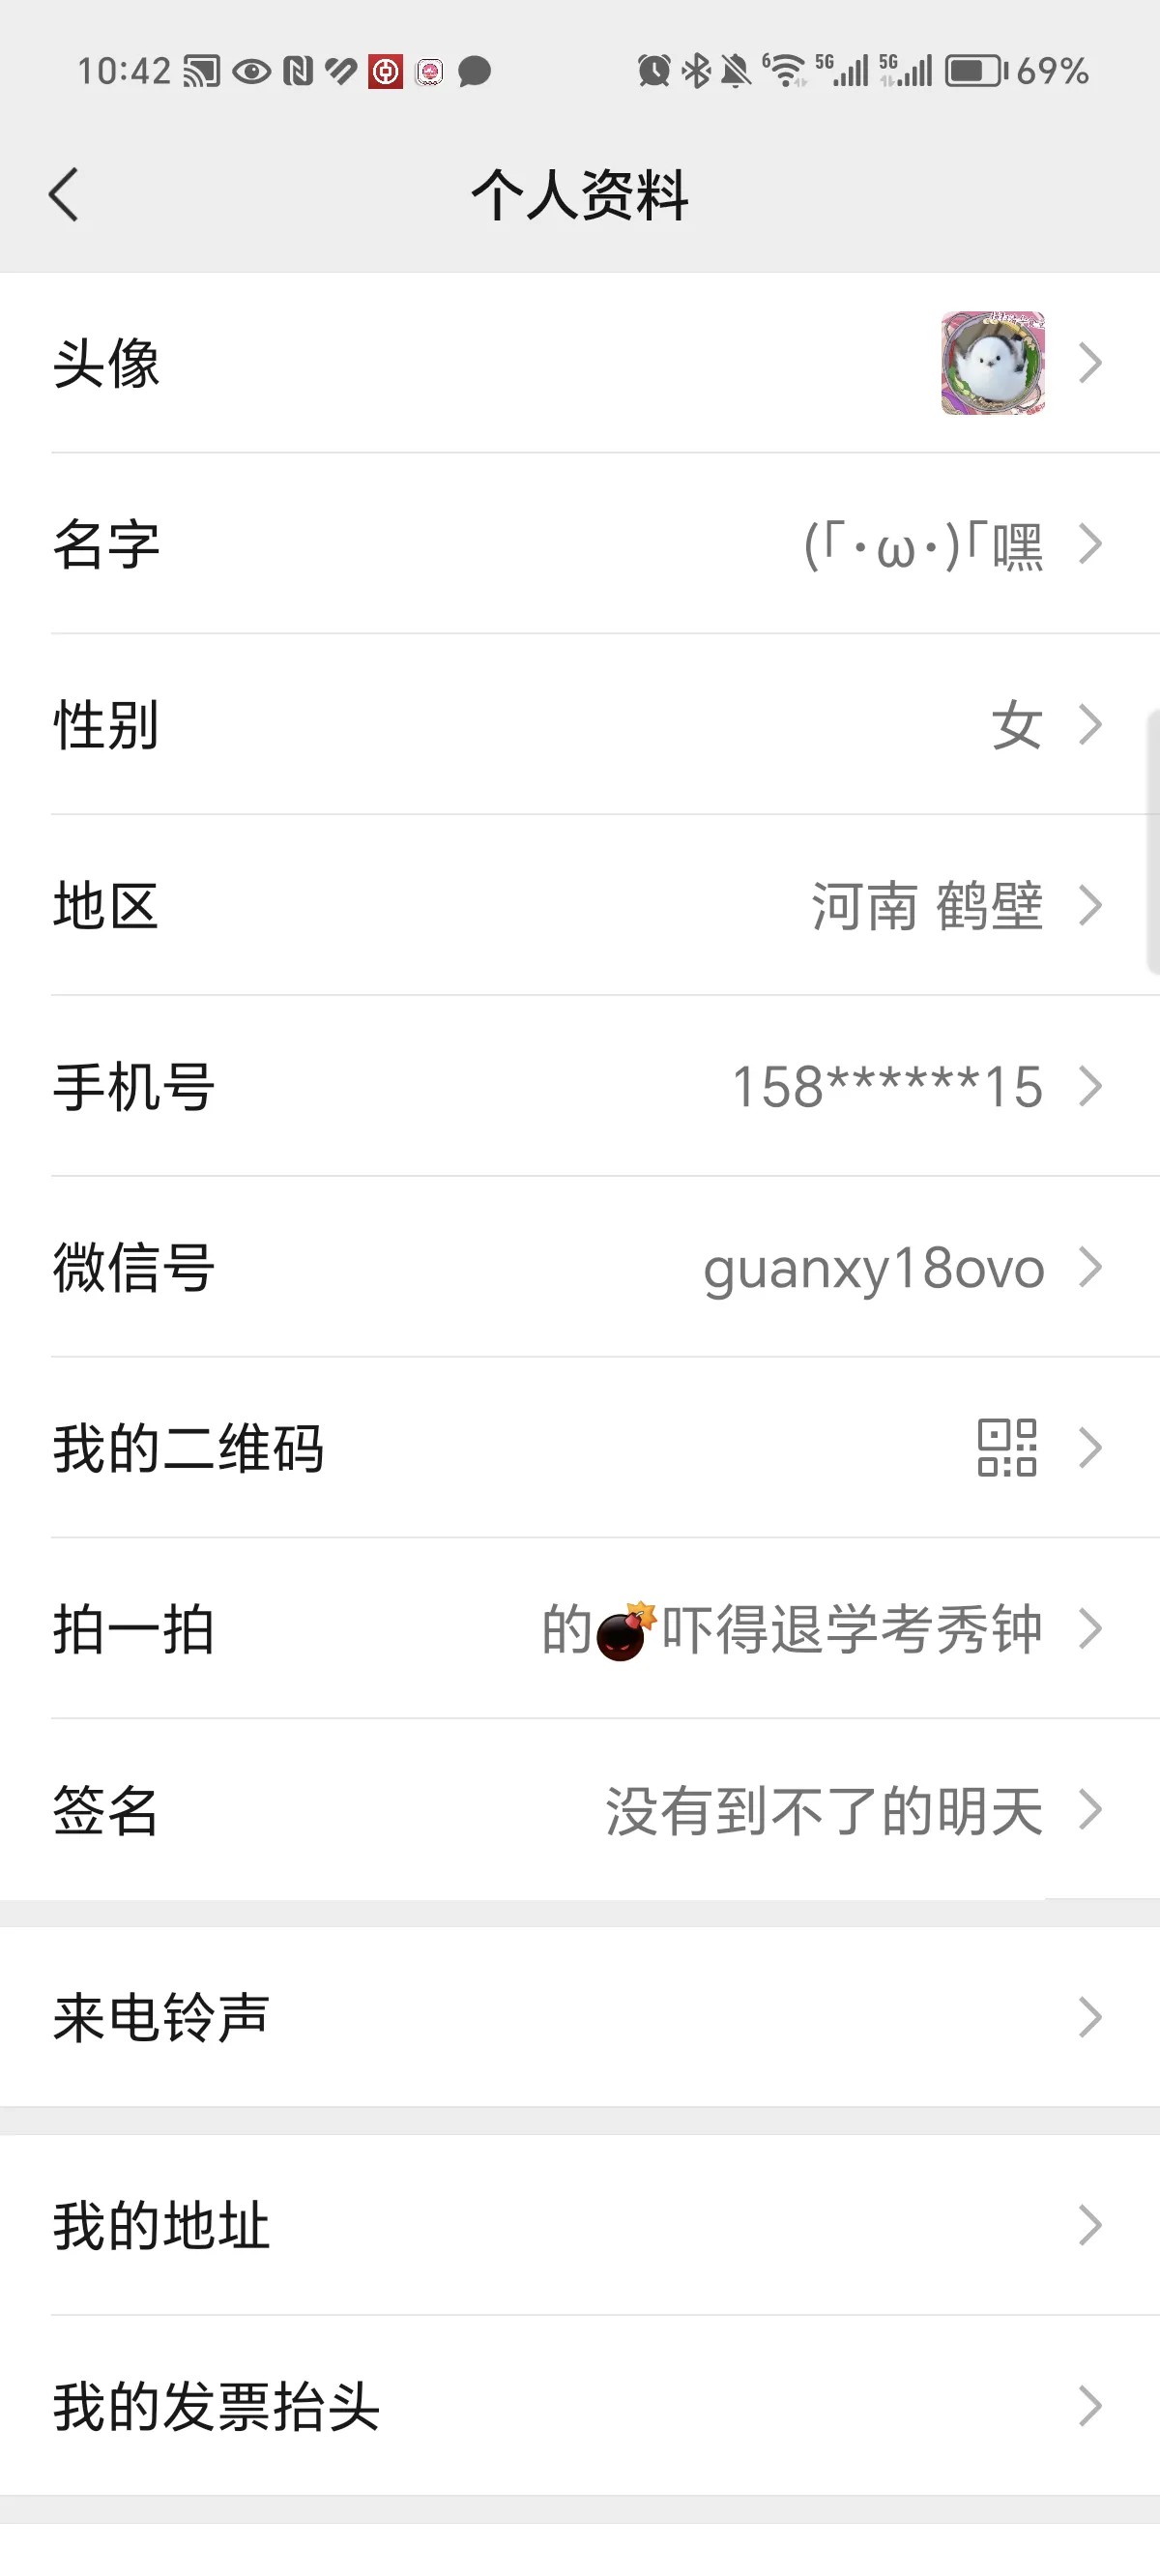 10:42 6 5G 5G 69%
个人资料
头像
名字 (「·ω·)「嘿
性别 女
地区 河南 鹤壁
手机号 158******15
微信号 guanxy18ovo
我的二维码
拍一拍 的💣吓得退学考秀钟
签名 没有到不了的明天
来电铃声
我的地址
我的发票抬头